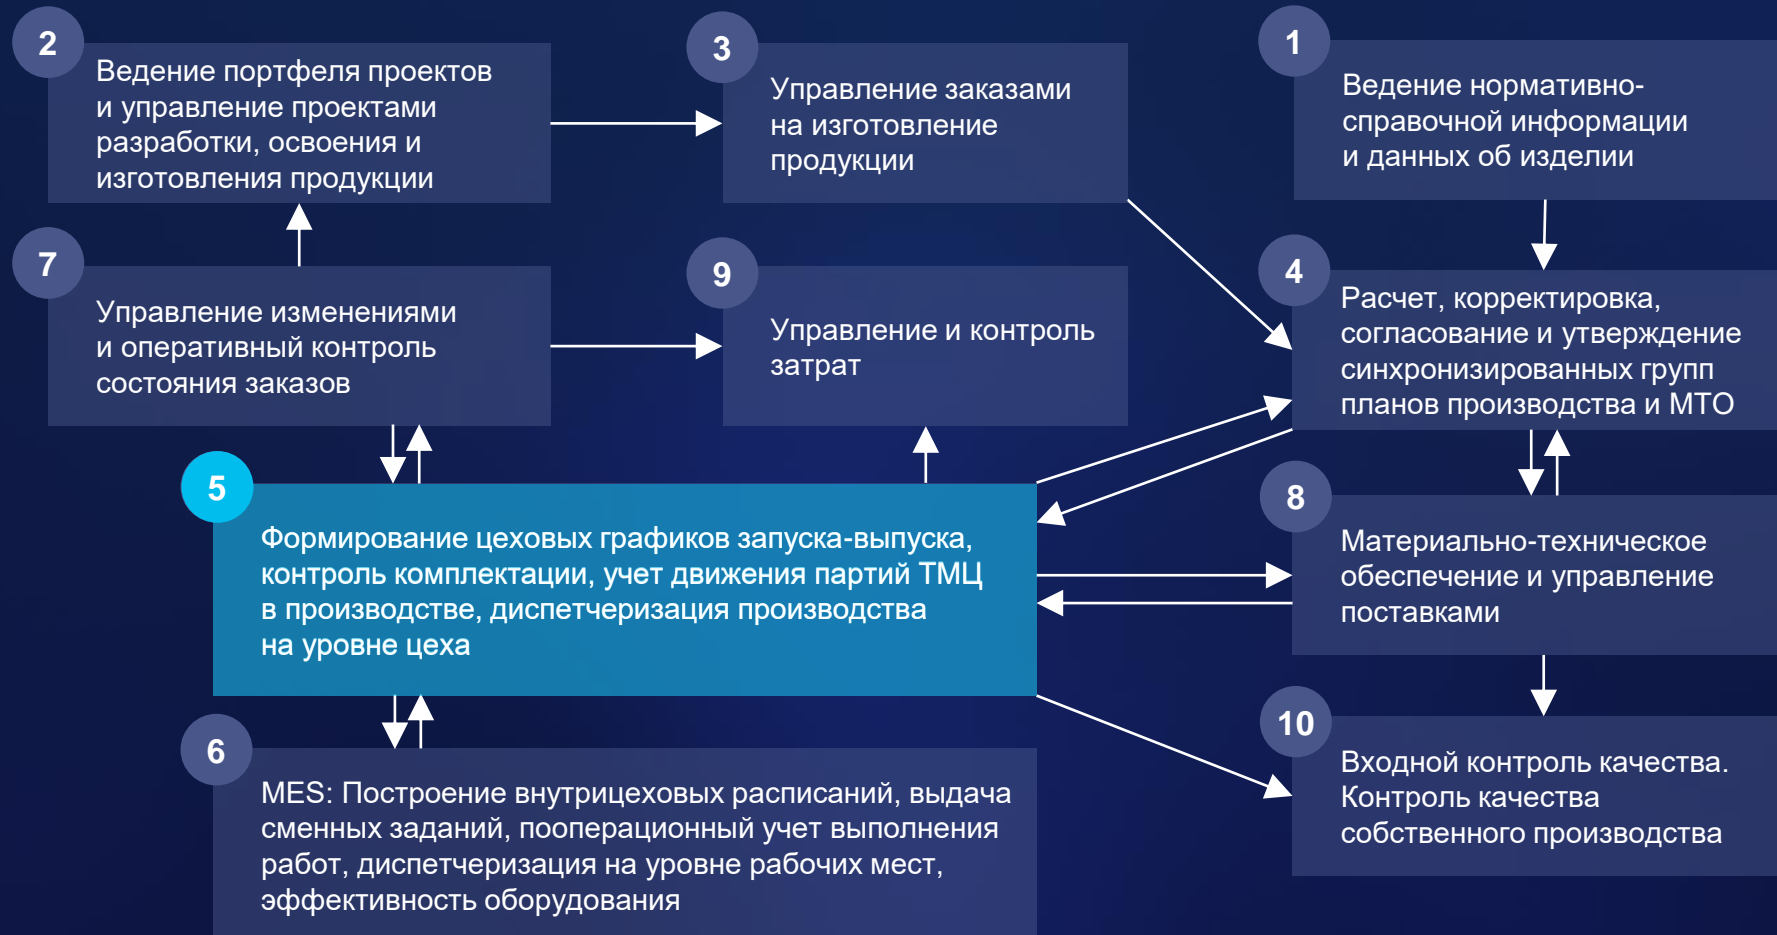 2
Ведение портфеля проектов
и управление проектами
разработки, освоения и
изготовления продукции
3
Управление заказами
на изготовление
продукции
1
Ведение нормативно-
справочной информации
и данных об изделии
7
Управление изменениями
и оперативный контроль
состояния заказов
9
Управление и контроль
затрат
4
Расчет, корректировка,
согласование и утверждение
синхронизированных групп
планов производства и МТО
5
Формирование цеховых графиков запуска-выпуска,
контроль комплектации, учет движения партий ТМЦ
в производстве, диспетчеризация производства
на уровне цеха
8
Материально-техническое
обеспечение и управление
поставками
6
MES: Построение внутрицеховых расписаний, выдача
сменных заданий, пооперационный учет выполнения
работ, диспетчеризация на уровне рабочих мест,
эффективность оборудования
10
Входной контроль качества.
Контроль качества
собственного производства